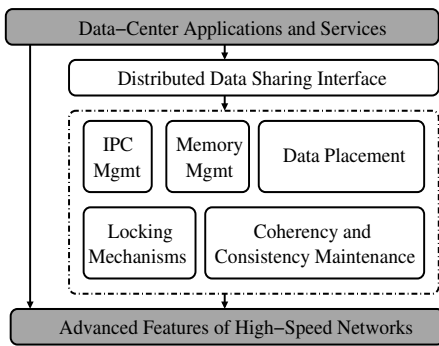 Data−Center Applications and Services
Distributed Data Sharing Interface
IPC
Mgmt
Memory
Mgmt
Data Placement
Locking
Mechanisms
Coherency and
Consistency Maintenance
Advanced Features of High−Speed Networks